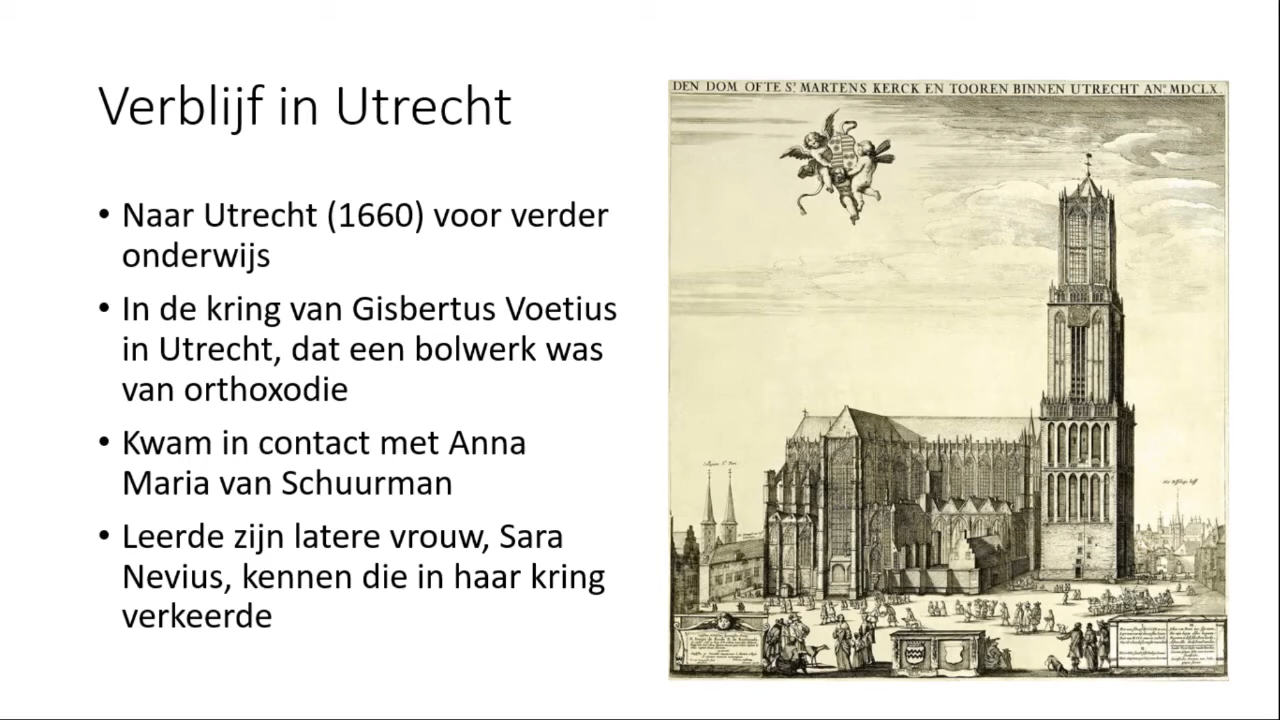 Verblijf in Utrecht
• Naar Utrecht (1660) voor verder
onderwijs
• In de kring van Gisbertus Voetius
in Utrecht, dat een bolwerk was
van orthoxodie
• Kwam in contact met Anna
Maria van Schuurman
• Leerde zijn latere vrouw, Sara
Nevius, kennen die in haar kring
verkeerde
DEN DOM OFTE S.^T MARTENS KERCK EN TOOREN BINNEN UTRECHT AN.^o MDCLX.